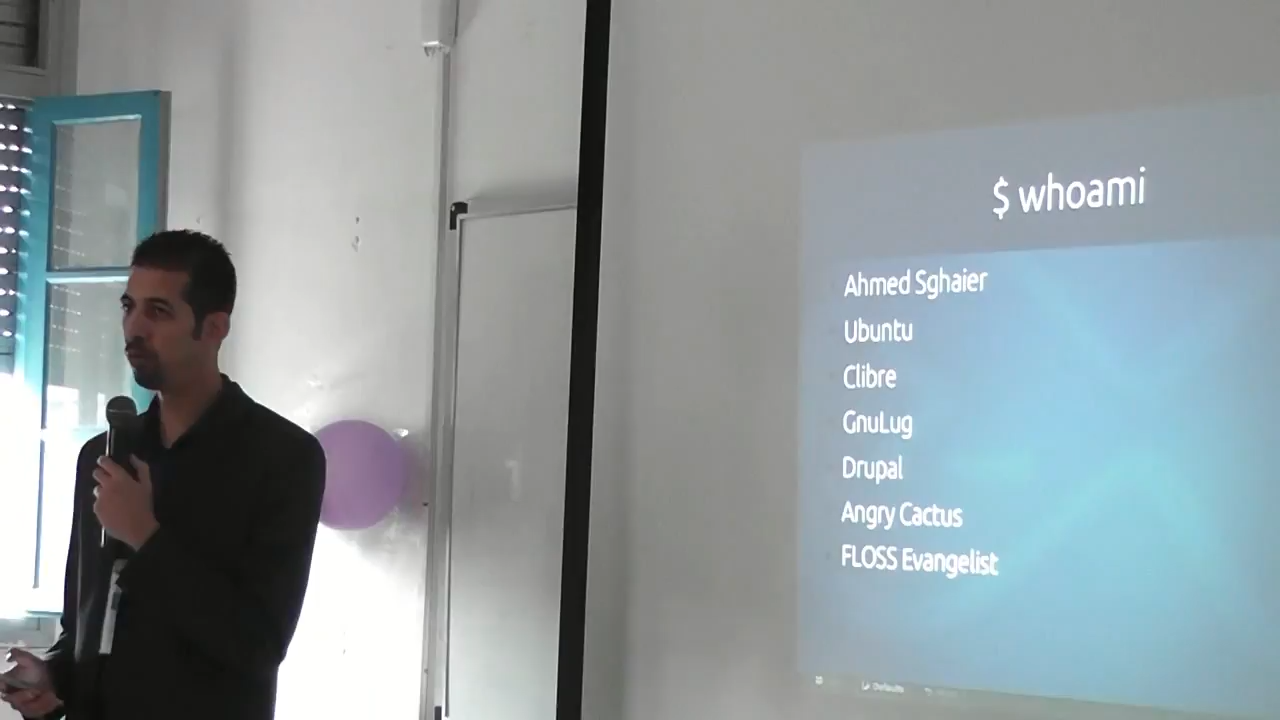 $ whoami
Ahmed Sghaier
Ubuntu
Clibre
GnuLug
Drupal
Angry Cactus
FLOSS Evangelist